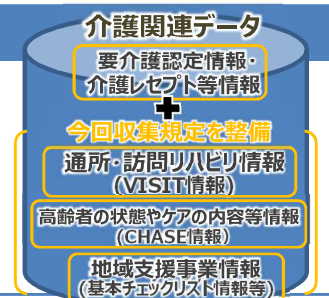 介護関連データ
要介護認定情報・
介護レセプト等情報
+
今回収集規定を整備
通所・訪問リハビリ情報
(VISIT情報)
高齢者の状態やケアの内容等情報
(CHASE情報)
地域支援事業情報
(基本チェックリスト情報等)